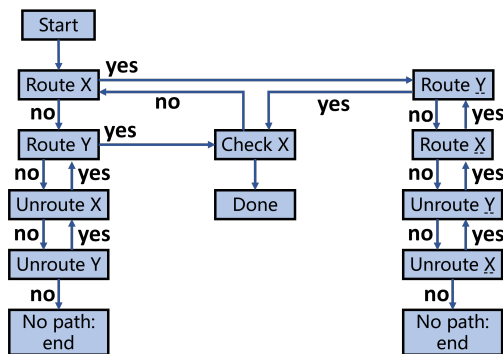 Start
yes
Route X
Route Y
no
yes
no
no
yes
Route Y
yes
Check X
Route X
no
yes
no
yes
Unroute X
Done
Unroute Y
no
yes
no
yes
Unroute Y
Unroute X
no
no
No path:
end
No path:
end